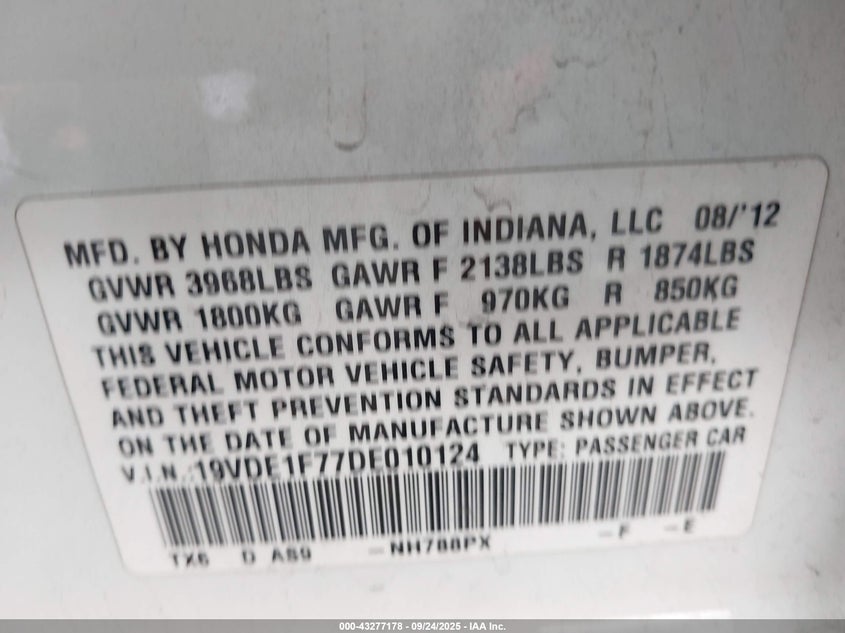 MFD. BY HONDA MFG. OF INDIANA, LLC 08/'12
GVWR 3968LBS GAWR F 2138LBS R 1874LBS
GVWR 1800KG GAWR F 970KG R 850KG
THIS VEHICLE CONFORMS TO ALL APPLICABLE
FEDERAL MOTOR VEHICLE SAFETY, BUMPER,
AND THEFT PREVENTION STANDARDS IN EFFECT
ON THE DATE OF MANUFACTURE SHOWN ABOVE.
V.I.N.:19VDE1F77DE010124 TYPE: PASSENGER CAR
TX6 D AS9 -NH788PX -F -E
000-43277178 - 09/24/2025 - IAA Inc.